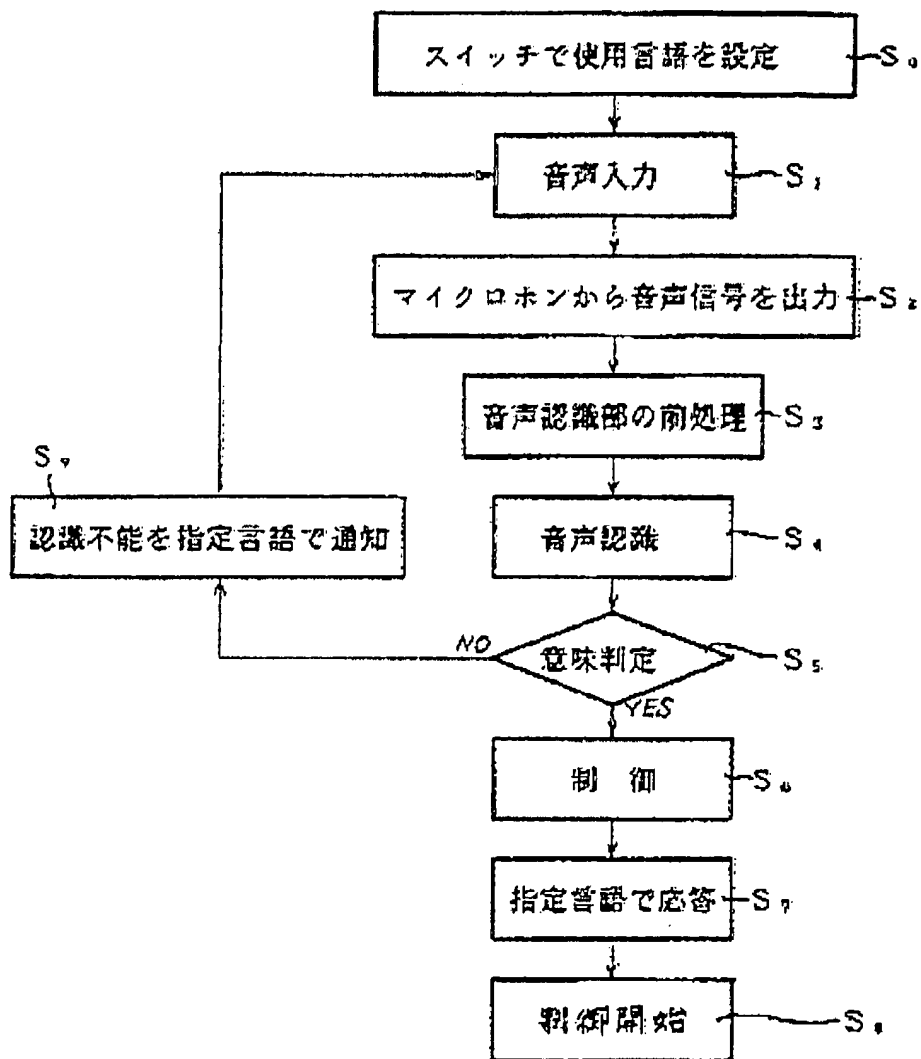 スイッチで使用言語を設定 S₀
音声入力 S₁
マイクロホンから音声信号を出力 S₂
音声認識部の前処理 S₃
音声認識 S₄
意味判定 S₅
NO
YES
認識不能を指定言語で通知 S₉
制 御 S₆
指定言語で応答 S₇
制御開始 S₈